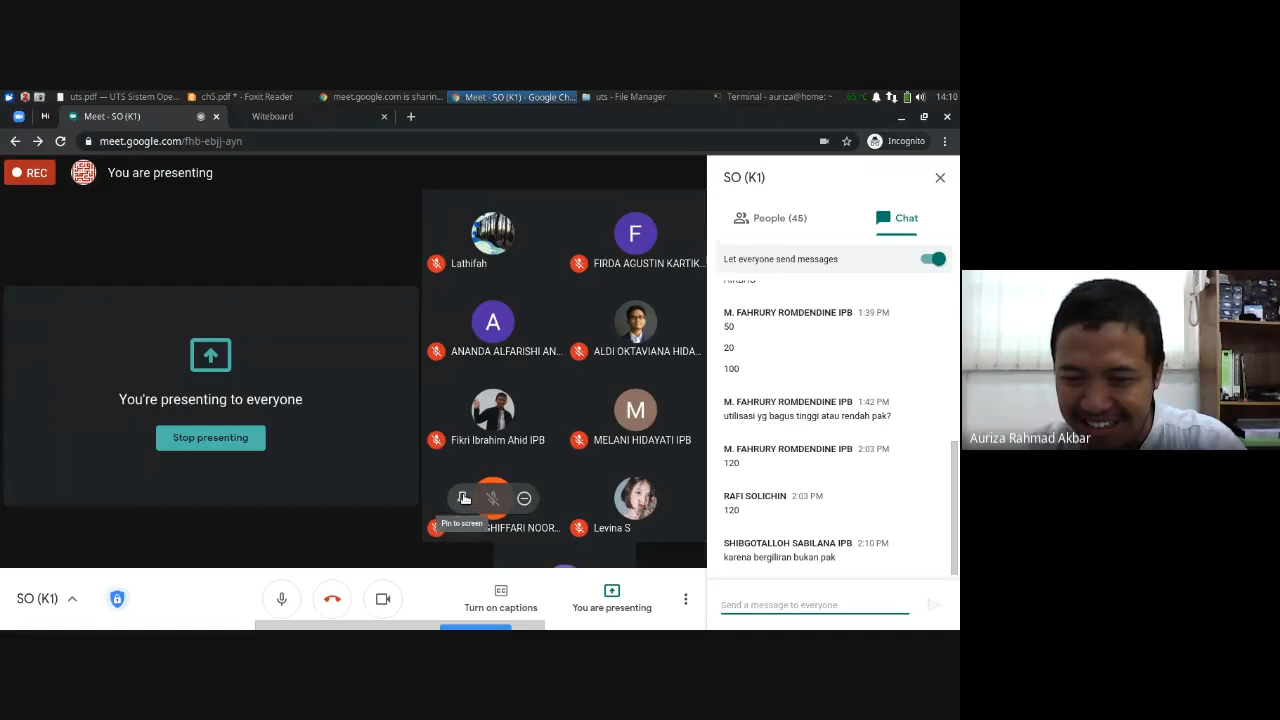 uts.pdf — UTS Sistem Ope...
ch5.pdf * - Foxit Reader
meet.google.com is sharin...
Meet - SO (K1) - Google Ch...
uts - File Manager
Terminal - auriza@home: ~
65°C
14:10
Hi
Meet - SO (K1)
Witeboard
meet.google.com/fhb-ebjj-ayn
Incognito
REC
You are presenting
You're presenting to everyone
Stop presenting
Lathifah
F
FIRDA AGUSTIN KARTIK...
A
ANANDA ALFARISHI AN...
ALDI OKTAVIANA HIDA...
Fikri Ibrahim Ahid IPB
M
MELANI HIDAYATI IPB
Pin to screen
GHIFFARI NOOR...
Levina S
SO (K1)
People (45)
Chat
Let everyone send messages
M. FAHRURY ROMDENDINE IPB 1:39 PM
50
20
100
M. FAHRURY ROMDENDINE IPB 1:42 PM
utilisasi yg bagus tinggi atau rendah pak?
M. FAHRURY ROMDENDINE IPB 2:03 PM
120
RAFI SOLICHIN 2:03 PM
120
SHIBGOTALLOH SABILANA IPB 2:10 PM
karena bergiliran bukan pak
Send a message to everyone
SO (K1)
Turn on captions
You are presenting
Auriza Rahmad Akbar